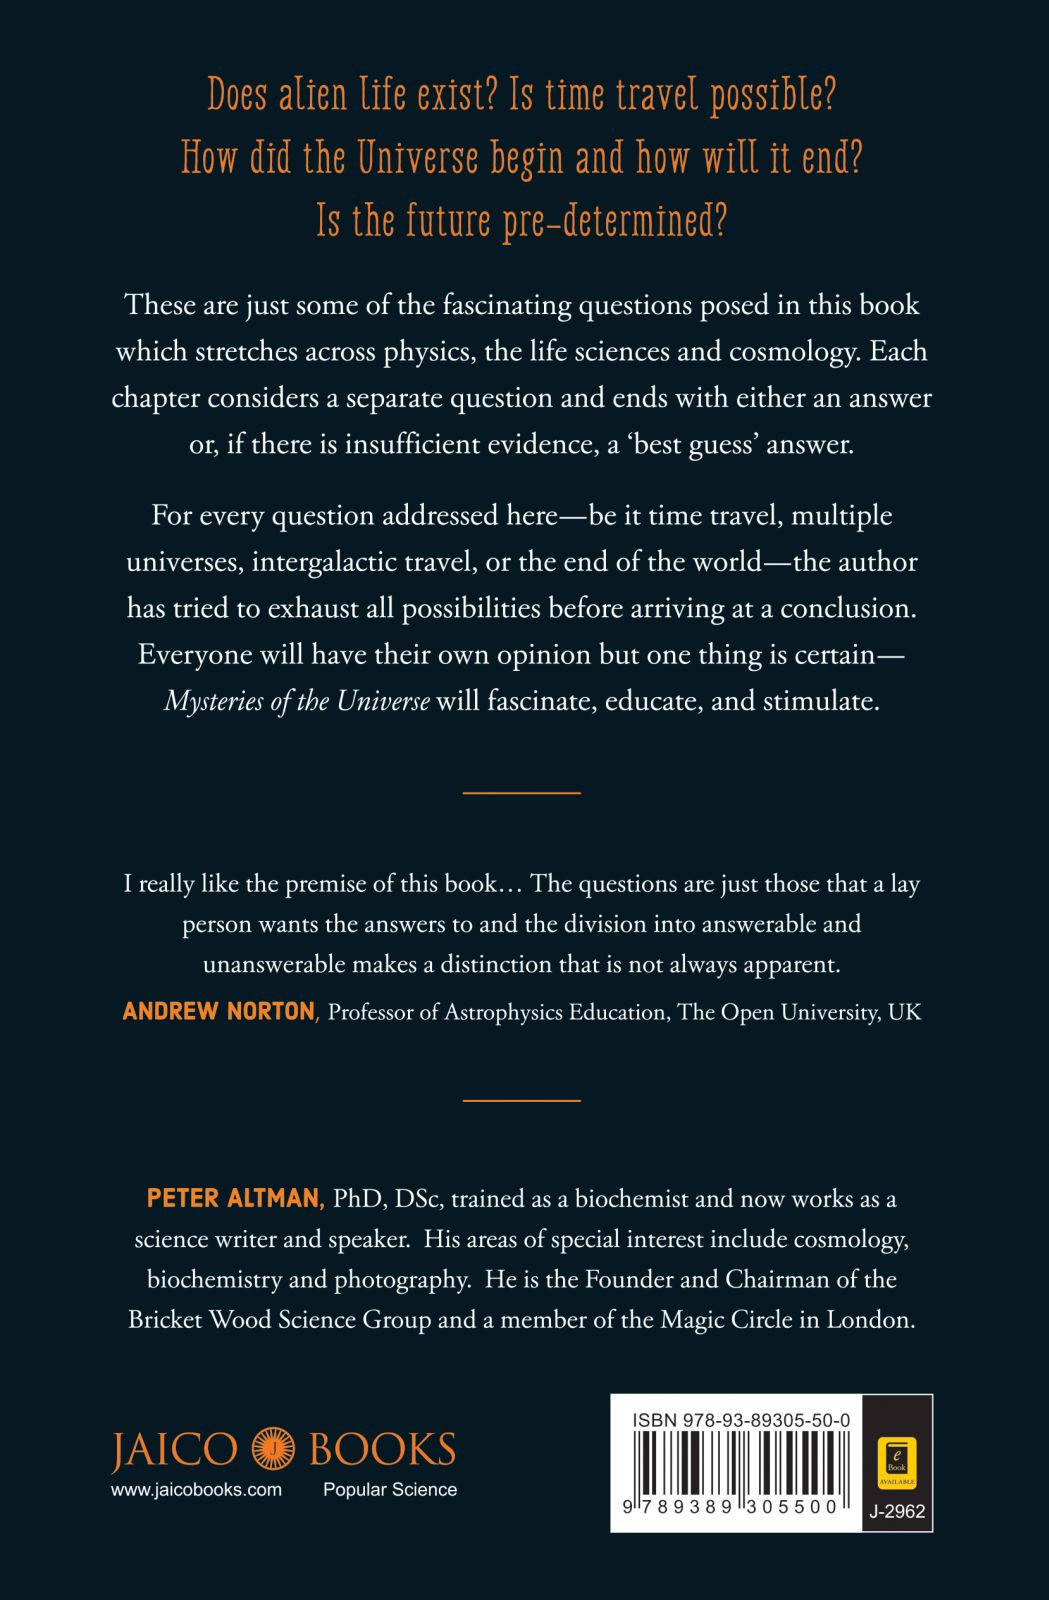 Does alien life exist? Is time travel possible?
How did the Universe begin and how will it end?
Is the future pre-determined?
These are just some of the fascinating questions posed in this book
which stretches across physics, the life sciences and cosmology. Each
chapter considers a separate question and ends with either an answer
or, if there is insufficient evidence, a ‘best guess’ answer.
For every question addressed here—be it time travel, multiple
universes, intergalactic travel, or the end of the world—the author
has tried to exhaust all possibilities before arriving at a conclusion.
Everyone will have their own opinion but one thing is certain—
Mysteries of the Universe will fascinate, educate, and stimulate.
I really like the premise of this book… The questions are just those that a lay
person wants the answers to and the division into answerable and
unanswerable makes a distinction that is not always apparent.
ANDREW NORTON, Professor of Astrophysics Education, The Open University, UK
PETER ALTMAN, PhD, DSc, trained as a biochemist and now works as a
science writer and speaker. His areas of special interest include cosmology,
biochemistry and photography. He is the Founder and Chairman of the
Bricket Wood Science Group and a member of the Magic Circle in London.
JAICO J BOOKS
www.jaicobooks.com Popular Science
ISBN 978-93-89305-50-0
9 789389 305500
e
Book
AVAILABLE
J-2962